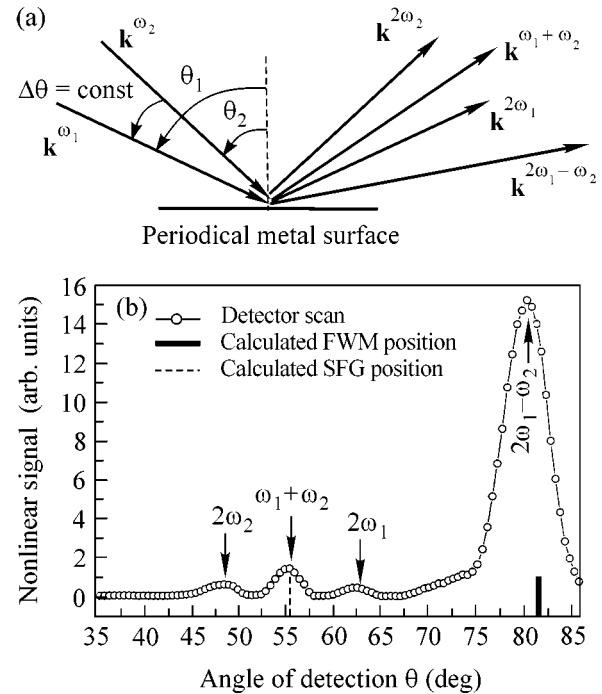 (a)
k^ω₂
k^2ω₂
k^ω₁+ω₂
Δθ = const
θ₁
θ₂
k^ω₁
k^2ω₁
k^2ω₁−ω₂
Periodical metal surface
(b)
Detector scan
Calculated FWM position
Calculated SFG position
Nonlinear signal (arb. units)
16
14
12
10
8
6
4
2
0
2ω₂
ω₁+ω₂
2ω₁
2ω₁−ω₂
35 45 50 55 65 70 75 80 85
Angle of detection θ (deg)